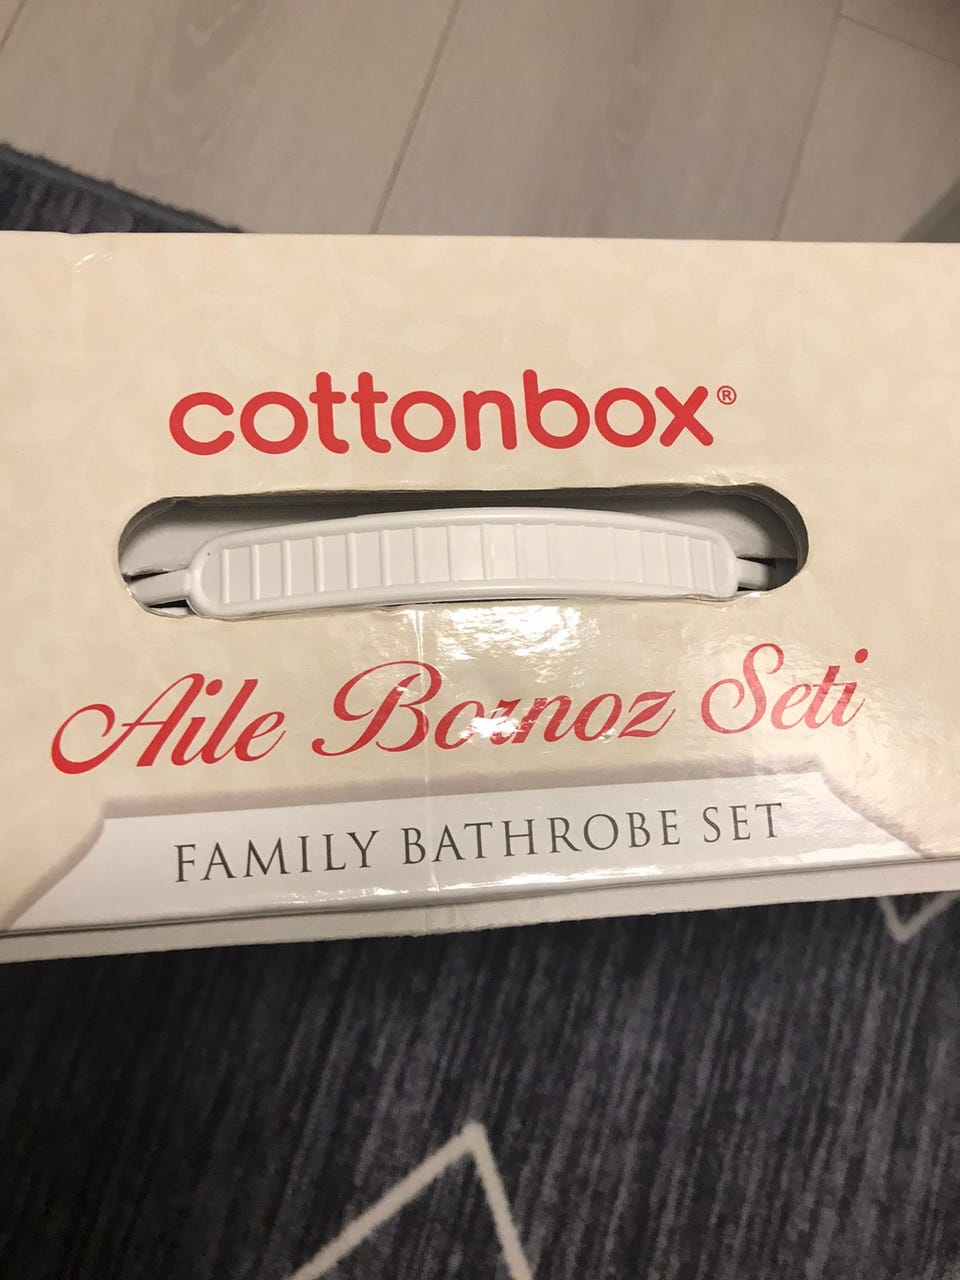 cottonbox®
Aile Bornoz Seti
FAMILY BATHROBE SET